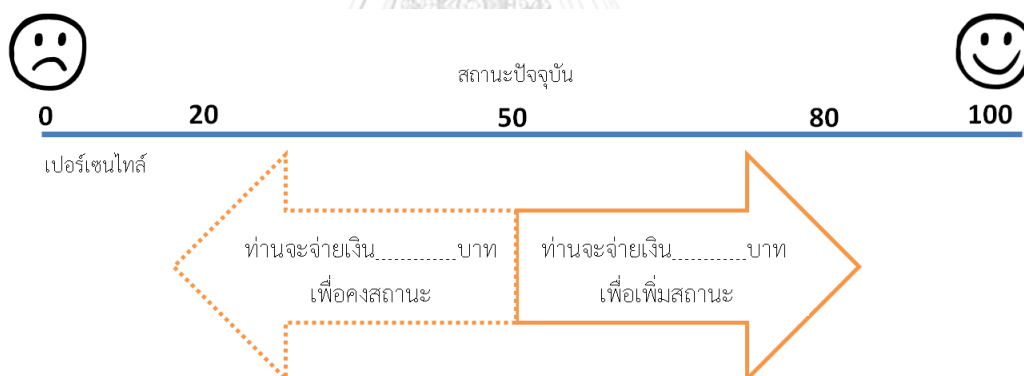 สถานะปัจจุบัน
0 20 50 80 100
เปอร์เซนไทล์
ท่านจะจ่ายเงิน............บาท ท่านจะจ่ายเงิน...........บาท
เพื่อคงสถานะ เพื่อเพิ่มสถานะ